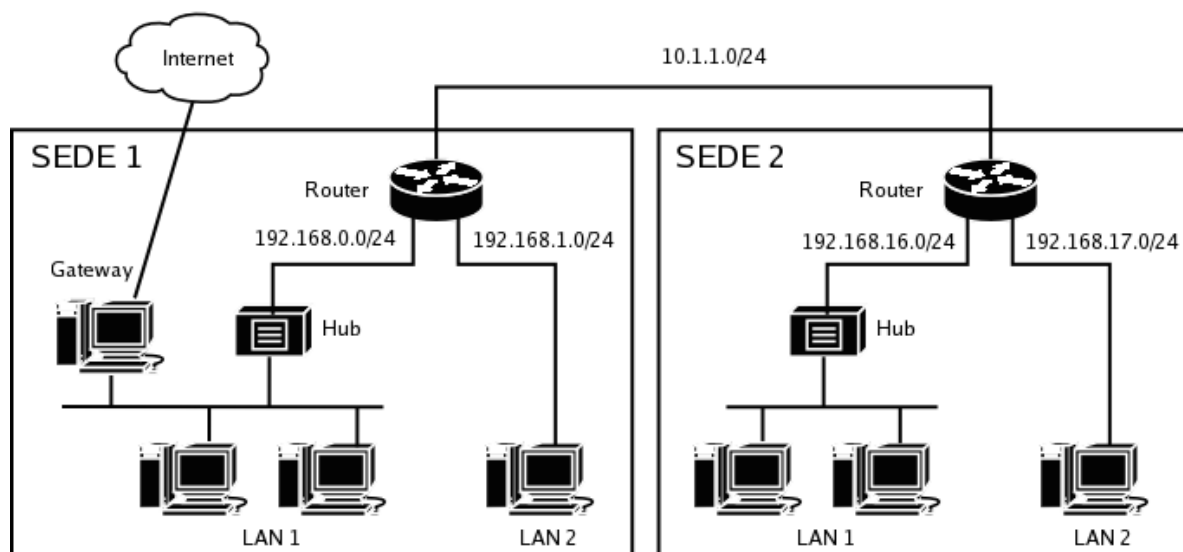 Internet
10.1.1.0/24
SEDE 1
SEDE 2
Router
Router
192.168.0.0/24
192.168.1.0/24
192.168.16.0/24
192.168.17.0/24
Gateway
Hub
Hub
LAN 1
LAN 2
LAN 1
LAN 2